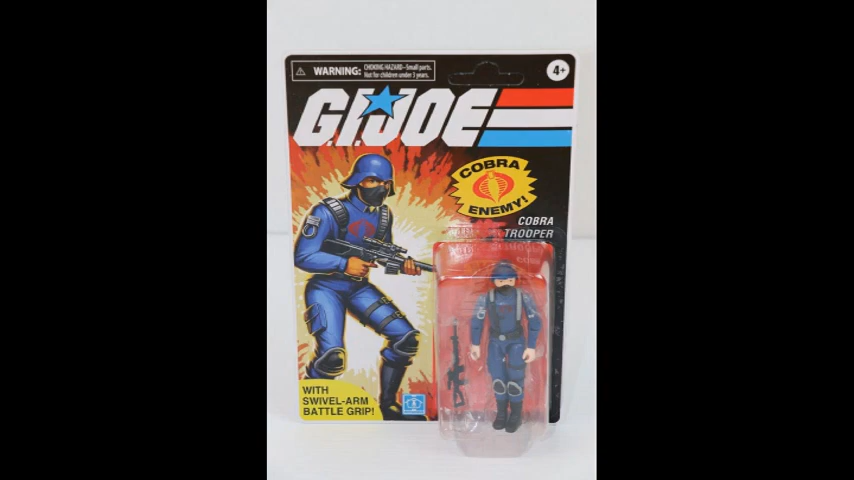 WARNING: CHOKING HAZARD–Small parts.
Not for children under 3 years.
4+
G.I.JOE
COBRA
ENEMY!
COBRA
TROOPER
WITH
SWIVEL-ARM
BATTLE GRIP!